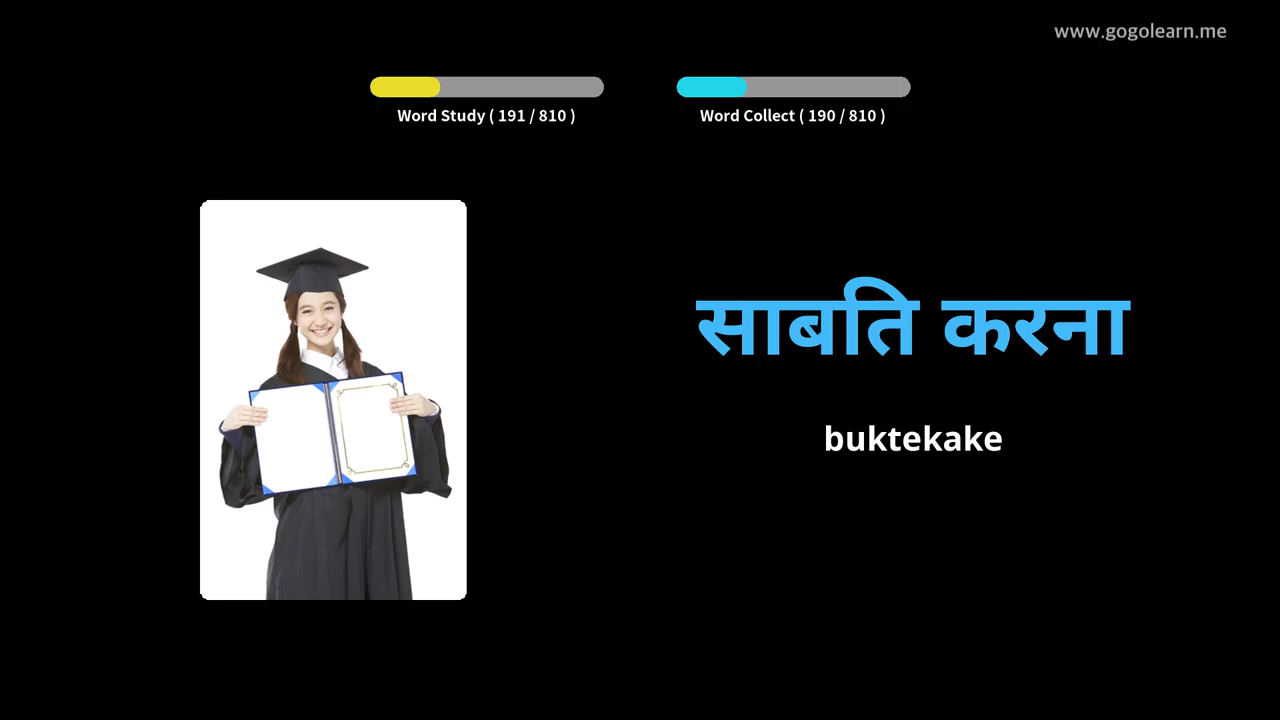 www.gogolearn.me
Word Study ( 191 / 810 )
Word Collect ( 190 / 810 )
साबति करना
buktekake